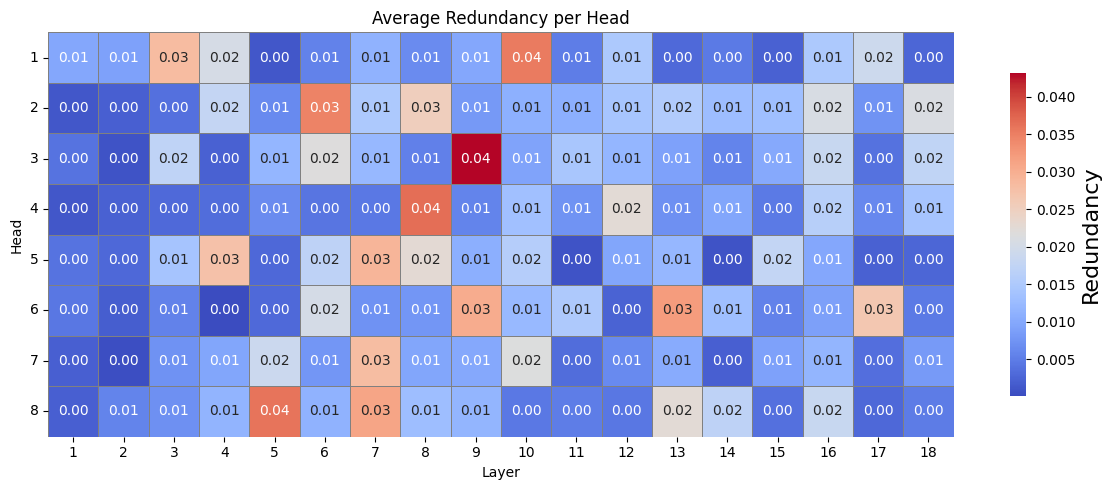 Average Redundancy per Head
1 0.01 0.01 0.03 0.02 0.00 0.01 0.01 0.01 0.01 0.04 0.01 0.01 0.00 0.00 0.00 0.01 0.02 0.00
2 0.00 0.00 0.00 0.02 0.01 0.03 0.01 0.03 0.01 0.01 0.01 0.01 0.02 0.01 0.01 0.02 0.01 0.02
3 0.00 0.00 0.02 0.00 0.01 0.02 0.01 0.01 0.04 0.01 0.01 0.01 0.01 0.01 0.01 0.02 0.00 0.02
4 0.00 0.00 0.00 0.00 0.01 0.00 0.00 0.04 0.01 0.01 0.01 0.02 0.01 0.01 0.00 0.02 0.01 0.01
5 0.00 0.00 0.01 0.03 0.00 0.02 0.03 0.02 0.01 0.02 0.00 0.01 0.01 0.00 0.02 0.01 0.00 0.00
6 0.00 0.00 0.01 0.00 0.00 0.02 0.01 0.01 0.03 0.01 0.01 0.00 0.03 0.01 0.01 0.01 0.03 0.00
7 0.00 0.00 0.01 0.01 0.02 0.01 0.03 0.01 0.01 0.02 0.00 0.01 0.01 0.00 0.01 0.01 0.00 0.01
8 0.00 0.01 0.01 0.01 0.04 0.01 0.03 0.01 0.01 0.00 0.00 0.00 0.02 0.02 0.00 0.02 0.00 0.00
Head
1 2 3 4 5 6 7 8 9 10 11 12 13 14 15 16 17 18
Layer
0.040
0.035
0.030
0.025
0.020
0.015
0.010
0.005
Redundancy